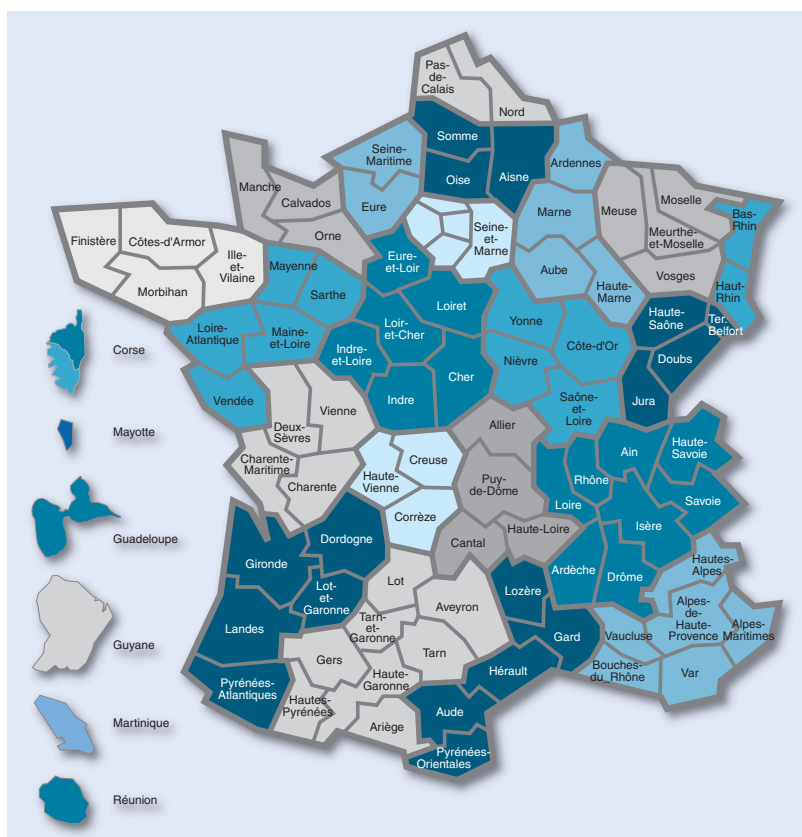 Pas-
de-
Calais
Nord
Somme
Oise
Aisne
Ardennes
Seine-
Maritime
Eure
Manche
Calvados
Orne
Seine-
et-
Marne
Marne
Aube
Haute-
Marne
Meuse
Moselle
Meurthe-
et-Moselle
Vosges
Bas-
Rhin
Haut-
Rhin
Finistère
Côtes-d'Armor
Ille-
et-
Vilaine
Morbihan
Mayenne
Sarthe
Loire-
Atlantique
Maine-
et-Loire
Vendée
Eure-
et-Loir
Loiret
Loir-
et-Cher
Indre-
et-Loire
Indre
Cher
Yonne
Côte-d'Or
Nièvre
Saône-
et-
Loire
Haute-
Saône
Ter.
Belfort
Doubs
Jura
Corse
Mayotte
Guadeloupe
Guyane
Martinique
Réunion
Deux-
Sèvres
Vienne
Charente-
Maritime
Charente
Haute-
Vienne
Creuse
Corrèze
Allier
Puy-
de-Dôme
Cantal
Haute-Loire
Loire
Rhône
Ain
Haute-
Savoie
Savoie
Isère
Ardèche
Drôme
Gironde
Dordogne
Lot-
et-
Garonne
Landes
Pyrénées-
Atlantiques
Lot
Aveyron
Tarn-
et-
Garonne
Tarn
Gers
Haute-
Garonne
Hautes-
Pyrénées
Ariège
Lozère
Gard
Hérault
Aude
Pyrénées-
Orientales
Hautes-
Alpes
Alpes-
de-
Haute-
Provence
Alpes-
Maritimes
Vaucluse
Bouches-
du_Rhône
Var